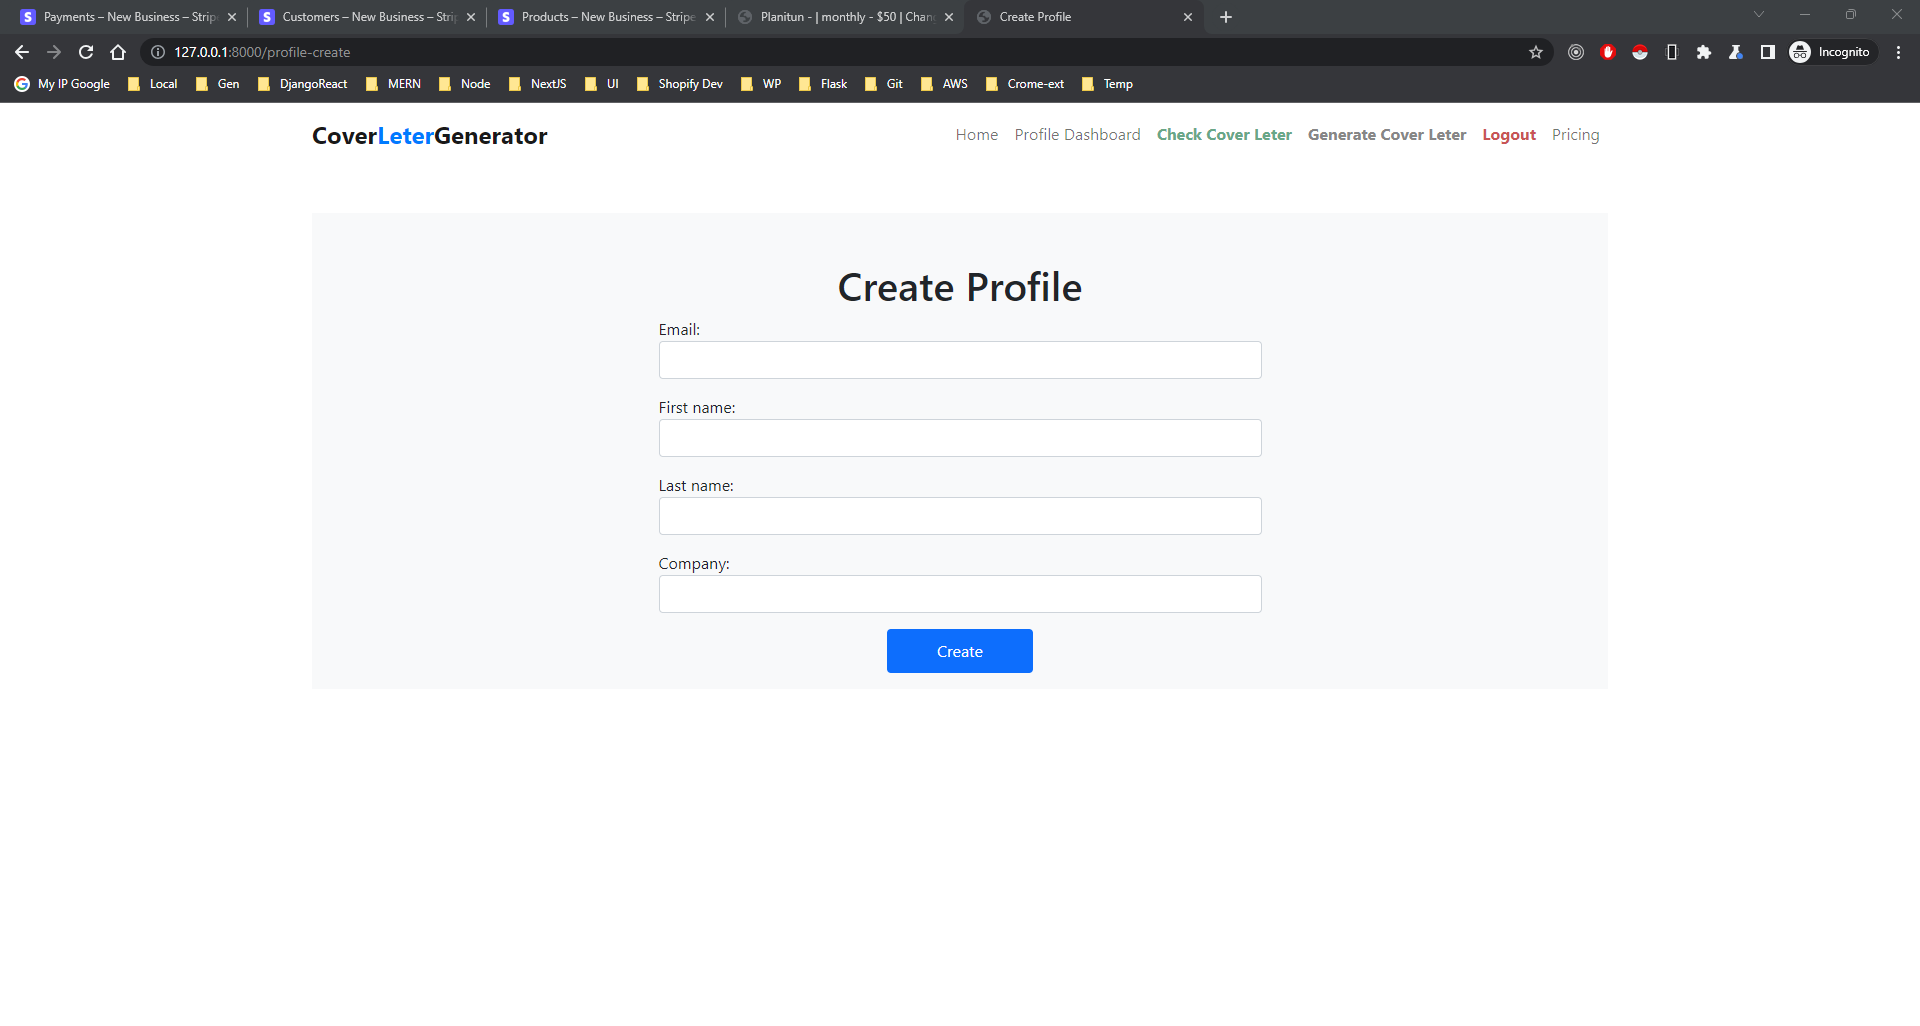 Payments – New Business – Strip
Customers – New Business – Strip
Products – New Business – Stripe
Planitun - | monthly - $50 | Chan
Create Profile
127.0.0.1:8000/profile-create
Incognito
My IP Google
Local
Gen
DjangoReact
MERN
Node
NextJS
UI
Shopify Dev
WP
Flask
Git
AWS
Crome-ext
Temp
CoverLeterGenerator
Home
Profile Dashboard
Check Cover Leter
Generate Cover Leter
Logout
Pricing
Create Profile
Email:
First name:
Last name:
Company:
Create